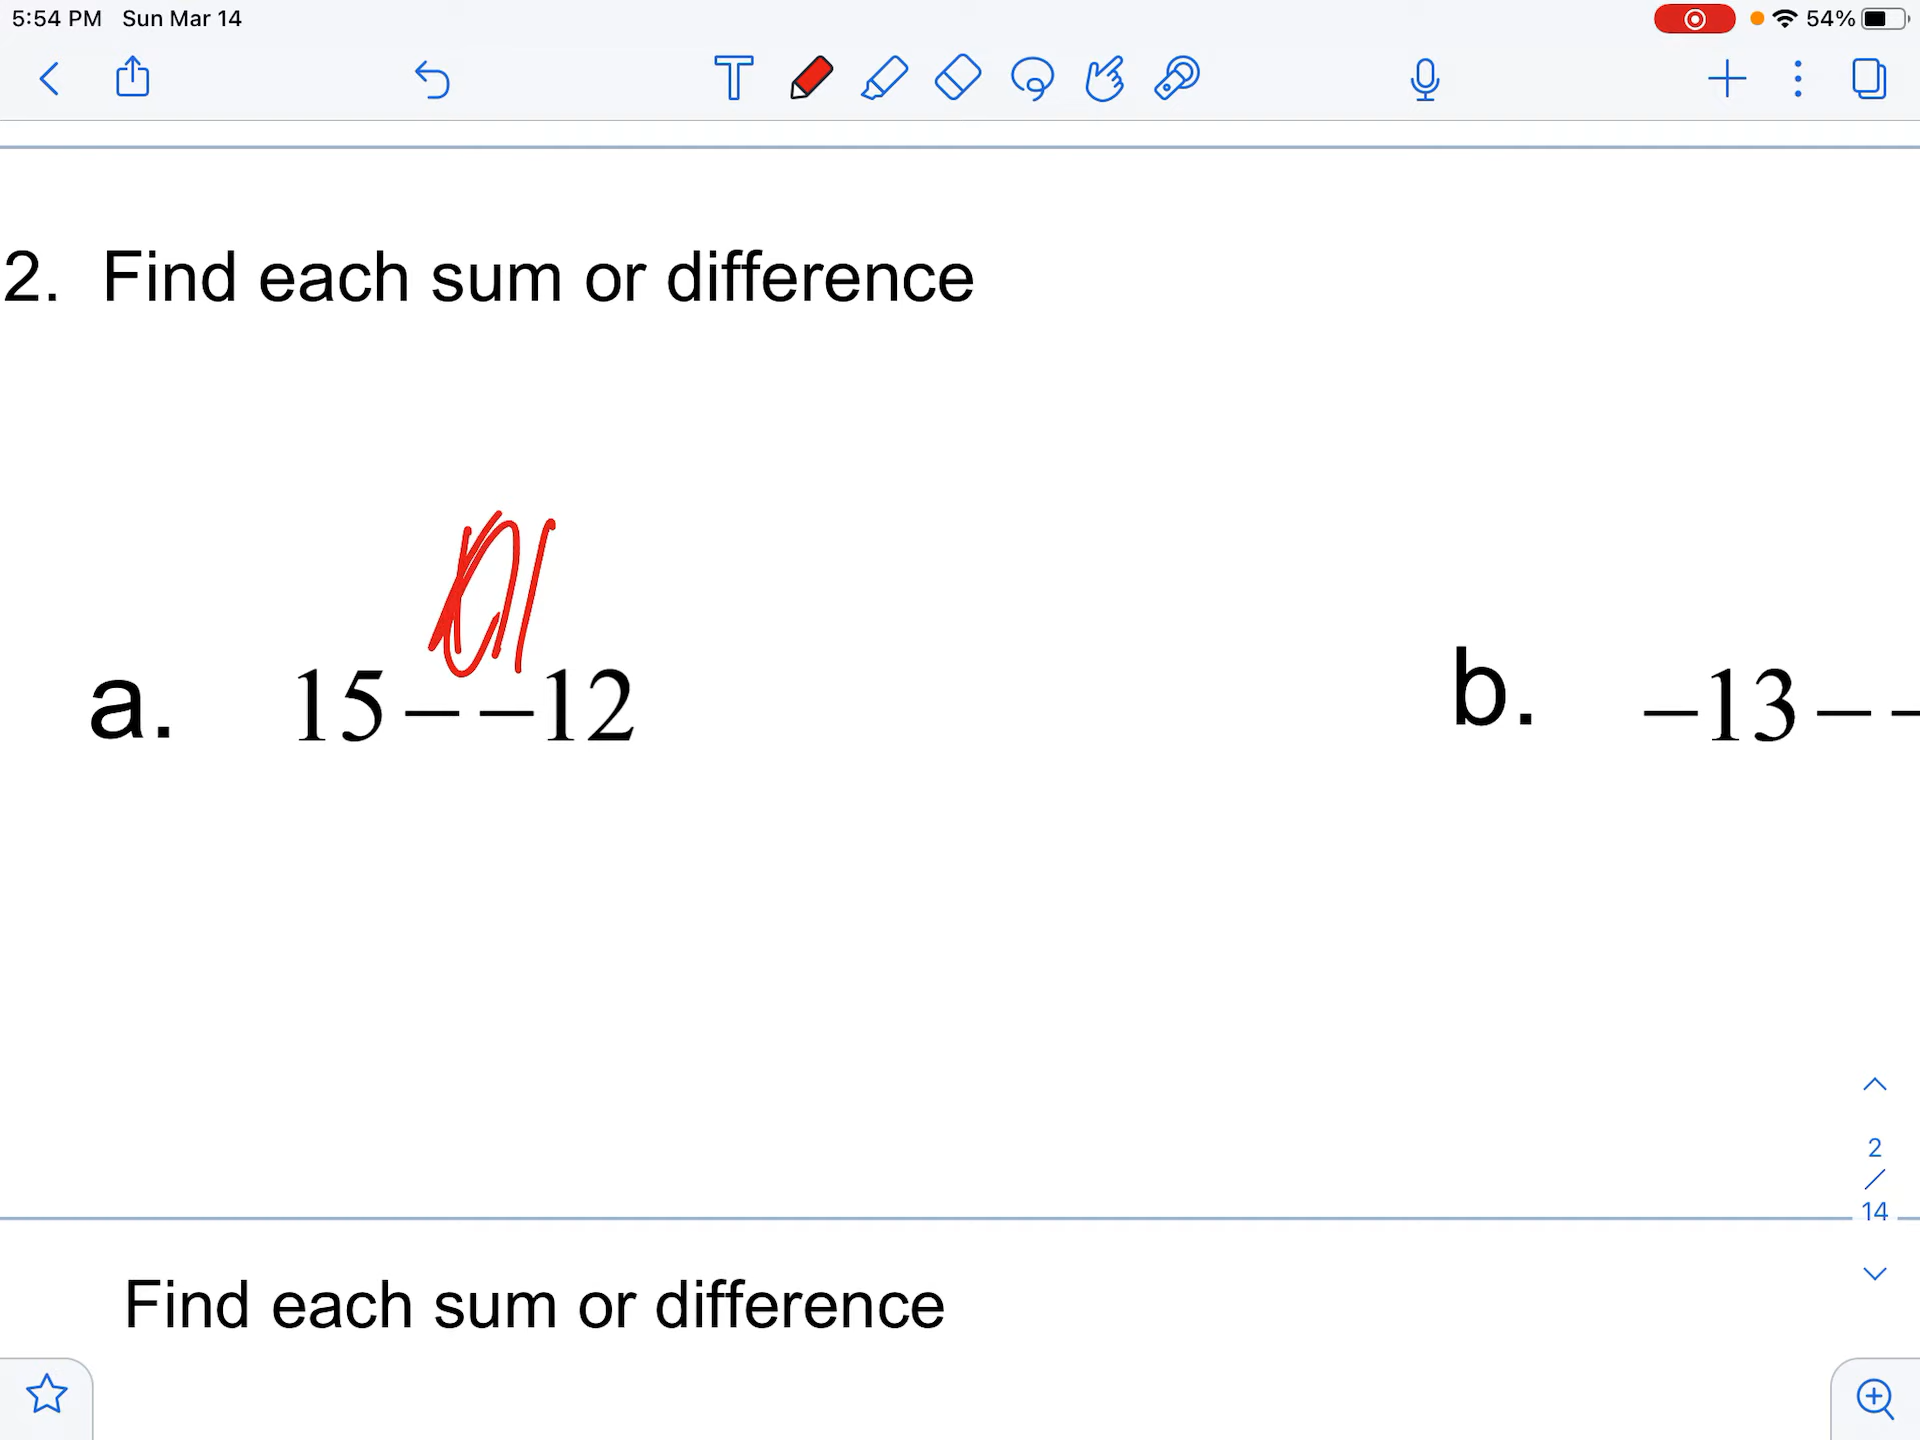 5:54 PM Sun Mar 14 54%
2. Find each sum or difference
a. 15 – –12
b. –13 – –
2
/
14
Find each sum or difference